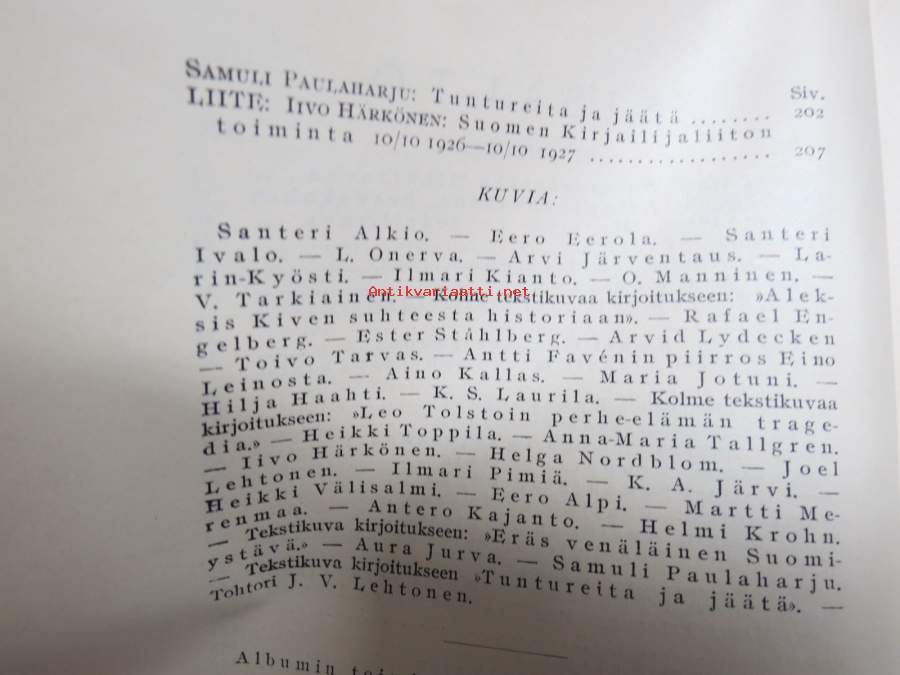 Siv.
SAMULI PAULAHARJU: Tuntureita ja jäätä ........ 202
LIITE: IIVO HÄRKÖNEN: Suomen Kirjailijaliiton
toiminta 10/10 1926—10/10 1927 .................. 207
KUVIA:
Santeri Alkio. — Eero Eerola. — Santeri
Ivalo. — L. Onerva. — Arvi Järventaus. — La-
rin-Kyösti. — Ilmari Kianto. — O. Manninen. —
V. Tarkiainen. — Kolme tekstikuvaa kirjoitukseen: »Alek-
sis Kiven suhteesta historiaan». — Rafael En-
gelberg. — Ester Ståhlberg. — Arvid Lydecken
— Toivo Tarvas. — Antti Favénin piirros Eino
Leinosta. — Aino Kallas. — Maria Jotuni. —
Hilja Haahti. — K. S. Laurila. — Kolme tekstikuvaa
kirjoitukseen: »Leo Tolstoin perhe-elämän trage-
dia.» — Heikki Toppila. — Anna-Maria Tallgren.
— Iivo Härkönen. — Helga Nordblom. — Joel
Lehtonen. — Ilmari Pimiä. — K. A. Järvi. —
Heikki Välisalmi. — Eero Alpi. — Martti Me-
renmaa. — Antero Kajanto. — Helmi Krohn.
— Tekstikuva kirjoitukseen: »Eräs venäläinen Suomi-
ystävä.» — Aura Jurva. — Samuli Paulaharju.
— Tekstikuva kirjoitukseen »Tuntureita ja jäätä». —
Tohtori J. V. Lehtonen.
Albumin
Antikvariaatti.net